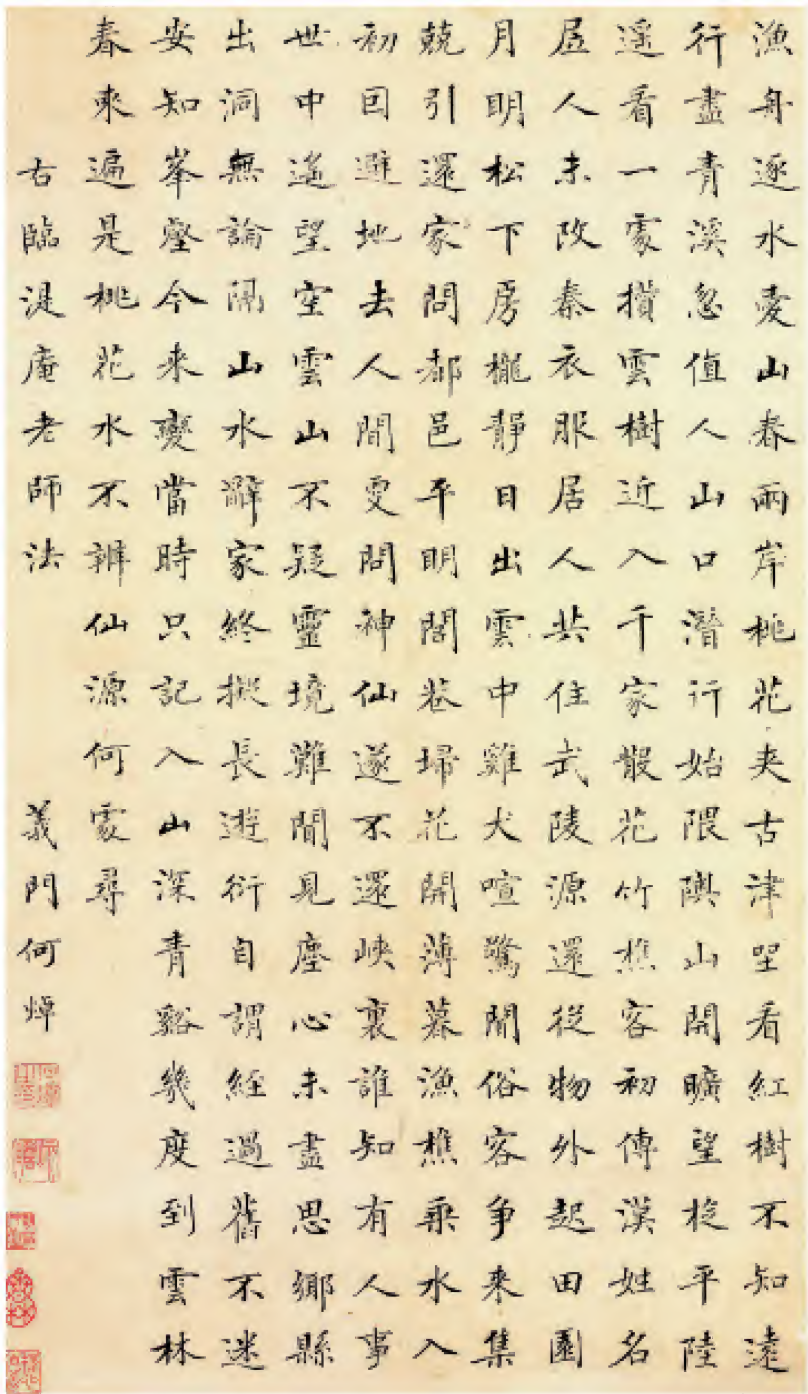 漁舟逐水愛山春兩岸桃花夾古津坐看紅樹不知遠
行盡青溪忽值人山口潛行始隈隩山開曠望旋平陸
遥看一處攢雲樹近入千家散花竹樵客初傳漢姓名
居人未改秦衣服居人共住武陵源還從物外起田園
月明松下房櫳靜日出雲中雞犬喧驚聞俗客爭來集
競引還家問都邑平明閭巷埽花開薄暮漁樵乘水入
初因避地去人間更問神仙遂不還峽裏誰知有人事
世中遥望空雲山不疑靈境難聞見塵心未盡思鄉縣
出洞無論隔山水辭家終擬長遊衍自謂經過舊不迷
安知峯壑今來變當時只記入山深青谿幾度到雲林
春來遍是桃花水不辨仙源何處尋
右臨湜庵老師法
義門何焯